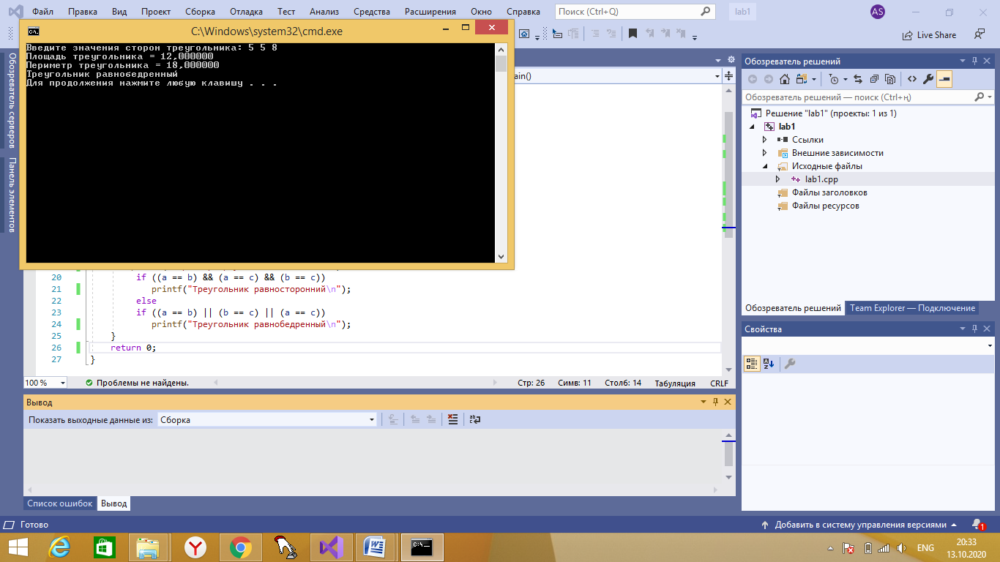 Файл Правка Вид Проект Сборка Отладка Тест Анализ Средства Расширения Окно Справка Поиск (Ctrl+Q) lab1 AS
C:\Windows\system32\cmd.exe
Live Share
Введите значения сторон треугольника: 5 5 8
Площадь треугольника = 12,000000
Периметр треугольника = 18,000000
Треугольник равнобедренный
Для продолжения нажмите любую клавишу . . .
Обозреватель серверов
Панель элементов
ain()
20 if ((a == b) && (a == c) && (b == c))
21 printf("Треугольник равносторонний\n");
22 else
23 if ((a == b) || (b == c) || (a == c))
24 printf("Треугольник равнобедренный\n");
25 }
26 return 0;
27 }
100 % Проблемы не найдены. Стр: 26 Симв: 11 Столб: 14 Табуляция CRLF
Вывод
Показать выходные данные из: Сборка
Список ошибок Вывод
Обозреватель решений
Обозреватель решений — поиск (Ctrl+ң)
Решение "lab1" (проекты: 1 из 1)
lab1
Ссылки
Внешние зависимости
Исходные файлы
lab1.cpp
Файлы заголовков
Файлы ресурсов
Обозреватель решений Team Explorer — Подключение
Свойства
Готово Добавить в систему управления версиями 1
ENG 20:33
13.10.2020